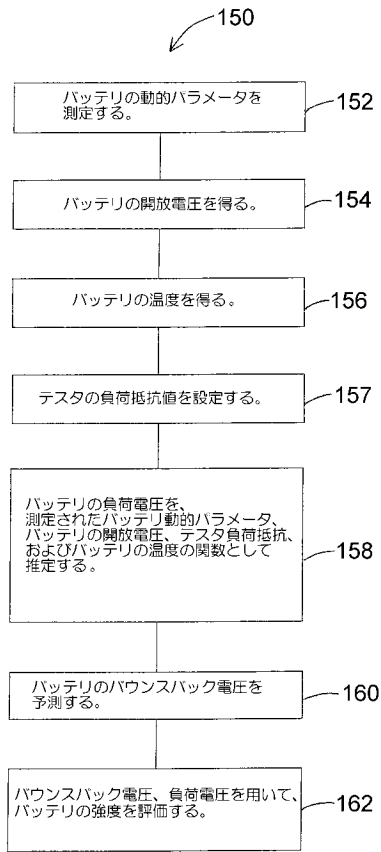 150
バッテリの動的パラメータを
測定する。
152
バッテリの開放電圧を得る。
154
バッテリの温度を得る。
156
テスタの負荷抵抗値を設定する。
157
バッテリの負荷電圧を、
測定されたバッテリ動的パラメータ、
バッテリの開放電圧、テスタ負荷抵抗、
およびバッテリの温度の関数として
推定する。
158
バッテリのバウンスバック電圧を
予測する。
160
バウンスバック電圧、負荷電圧を用いて、
バッテリの強度を評価する。
162